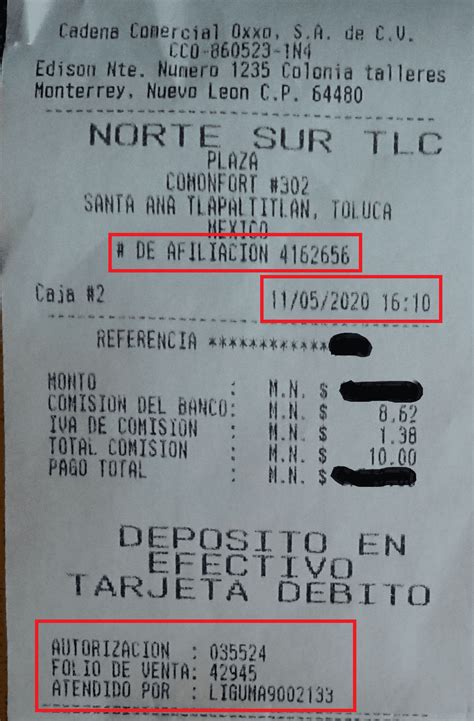 Cadena Comercial Oxxo, S.A. de C.V.
CCO-860523-1N4
Edison Nte. Numero 1235 Colonia talleres
Monterrey, Nuevo Leon C.P. 64480
NORTE SUR TLC
PLAZA
COMONFORT #302
SANTA ANA TLAPALTITLAN, TOLUCA
MEXICO
# DE AFILIACION 4162656
Caja #2 11/05/2020 16:10
REFERENCIA ************
MONTO : M.N. $
COMISION DEL BANCO: M.N. $ 8.62
IVA DE COMISION : M.N. $ 1.38
TOTAL COMISION : M.N. $ 10.00
PAGO TOTAL : M.N. $
DEPOSITO EN
EFECTIVO
TARJETA DEBITO
AUTORIZACION : 035524
FOLIO DE VENTA: 42945
ATENDIDO POR : LIGUMA9002133